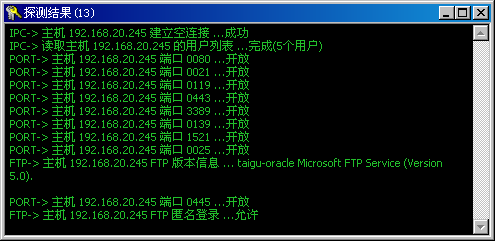 探测结果(13)
IPC-> 主机 192.168.20.245 建立空连接 ...成功
IPC-> 读取主机 192.168.20.245 的用户列表 ...完成(5个用户)
PORT-> 主机 192.168.20.245 端口 0080 ...开放
PORT-> 主机 192.168.20.245 端口 0021 ...开放
PORT-> 主机 192.168.20.245 端口 0119 ...开放
PORT-> 主机 192.168.20.245 端口 0443 ...开放
PORT-> 主机 192.168.20.245 端口 3389 ...开放
PORT-> 主机 192.168.20.245 端口 0139 ...开放
PORT-> 主机 192.168.20.245 端口 1521 ...开放
PORT-> 主机 192.168.20.245 端口 0025 ...开放
FTP-> 主机 192.168.20.245 FTP 版本信息 ... taigu-oracle Microsoft FTP Service (Version
5.0).
PORT-> 主机 192.168.20.245 端口 0445 ...开放
FTP-> 主机 192.168.20.245 FTP 匿名登录 ...允许